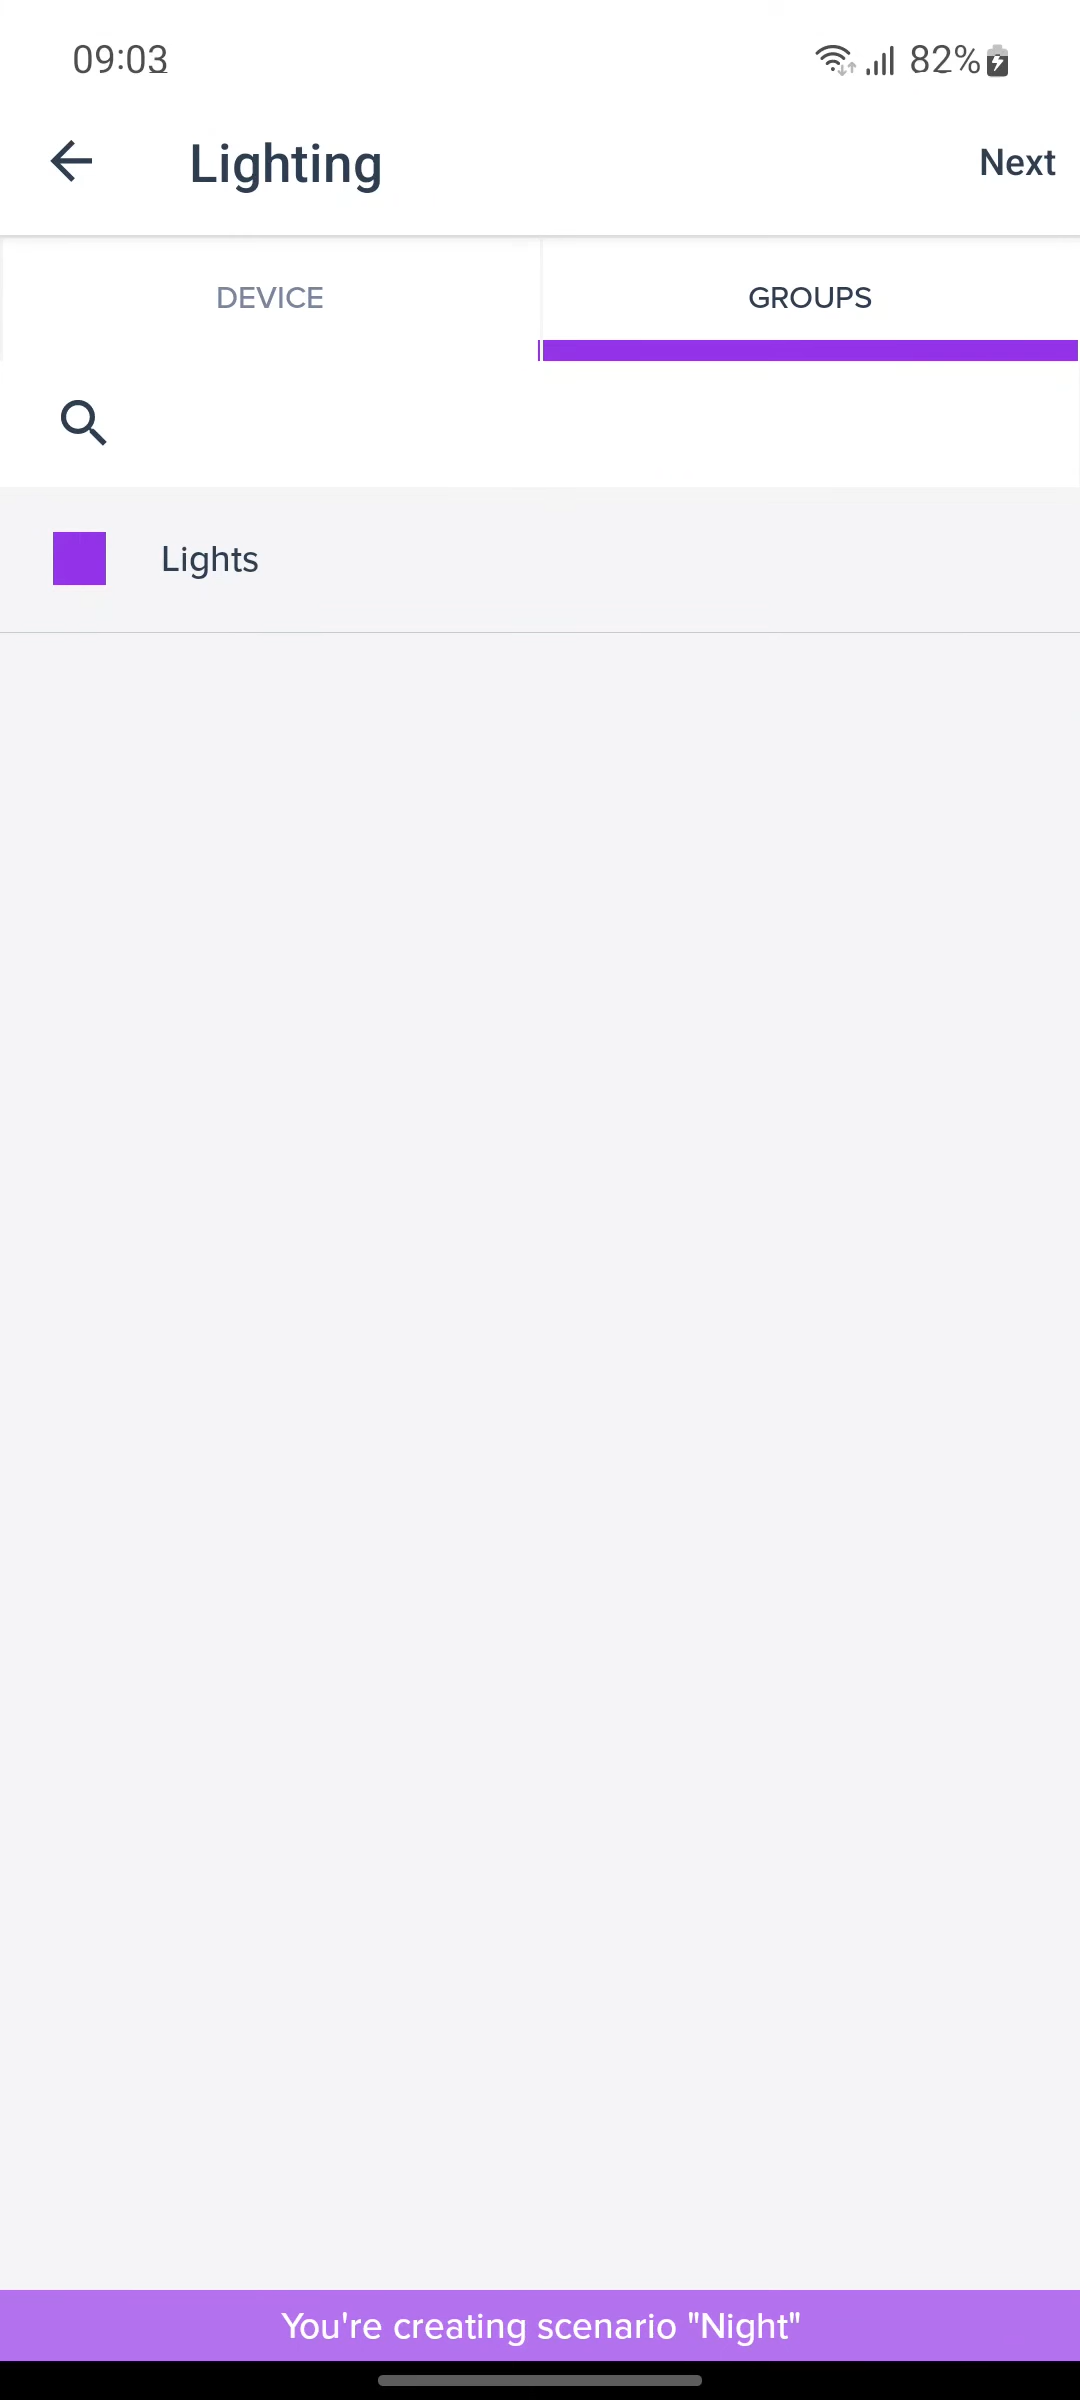 09:03
82%
Lighting
Next
DEVICE
GROUPS
Lights
You're creating scenario "Night"